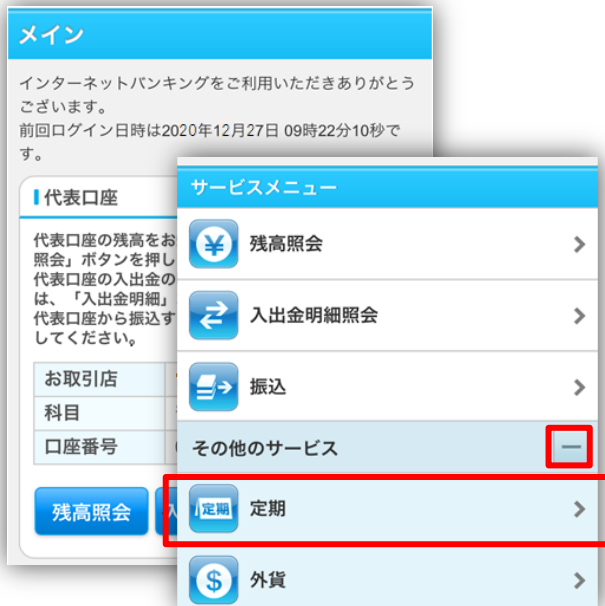 メイン
インターネットバンキングをご利用いただきありがとう
ございます。
前回ログイン日時は2020年12月27日 09時22分10秒で
す。
代表口座
代表口座の残高をお
照会」ボタンを押し
代表口座の入出金の
は、「入出金明細」
代表口座から振込す
してください。
お取引店
科目
口座番号
残高照会
サービスメニュー
残高照会
入出金明細照会
振込
その他のサービス
定期
定期
外貨